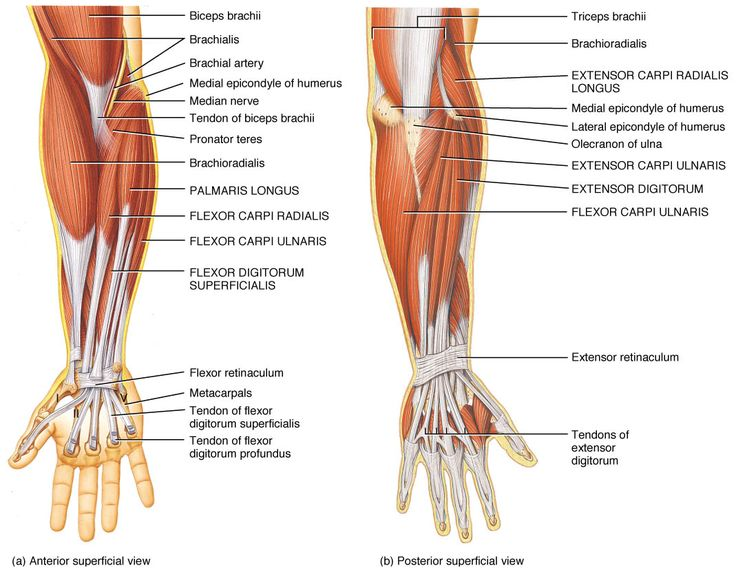 Biceps brachii
Brachialis
Brachial artery
Medial epicondyle of humerus
Median nerve
Tendon of biceps brachii
Pronator teres
Brachioradialis
PALMARIS LONGUS
FLEXOR CARPI RADIALIS
FLEXOR CARPI ULNARIS
FLEXOR DIGITORUM
SUPERFICIALIS
Flexor retinaculum
Metacarpals
Tendon of flexor
digitorum superficialis
Tendon of flexor
digitorum profundus
I
II
V
(a) Anterior superficial view
Triceps brachii
Brachioradialis
EXTENSOR CARPI RADIALIS
LONGUS
Medial epicondyle of humerus
Lateral epicondyle of humerus
Olecranon of ulna
EXTENSOR CARPI ULNARIS
EXTENSOR DIGITORUM
FLEXOR CARPI ULNARIS
Extensor retinaculum
Tendons of
extensor
digitorum
(b) Posterior superficial view